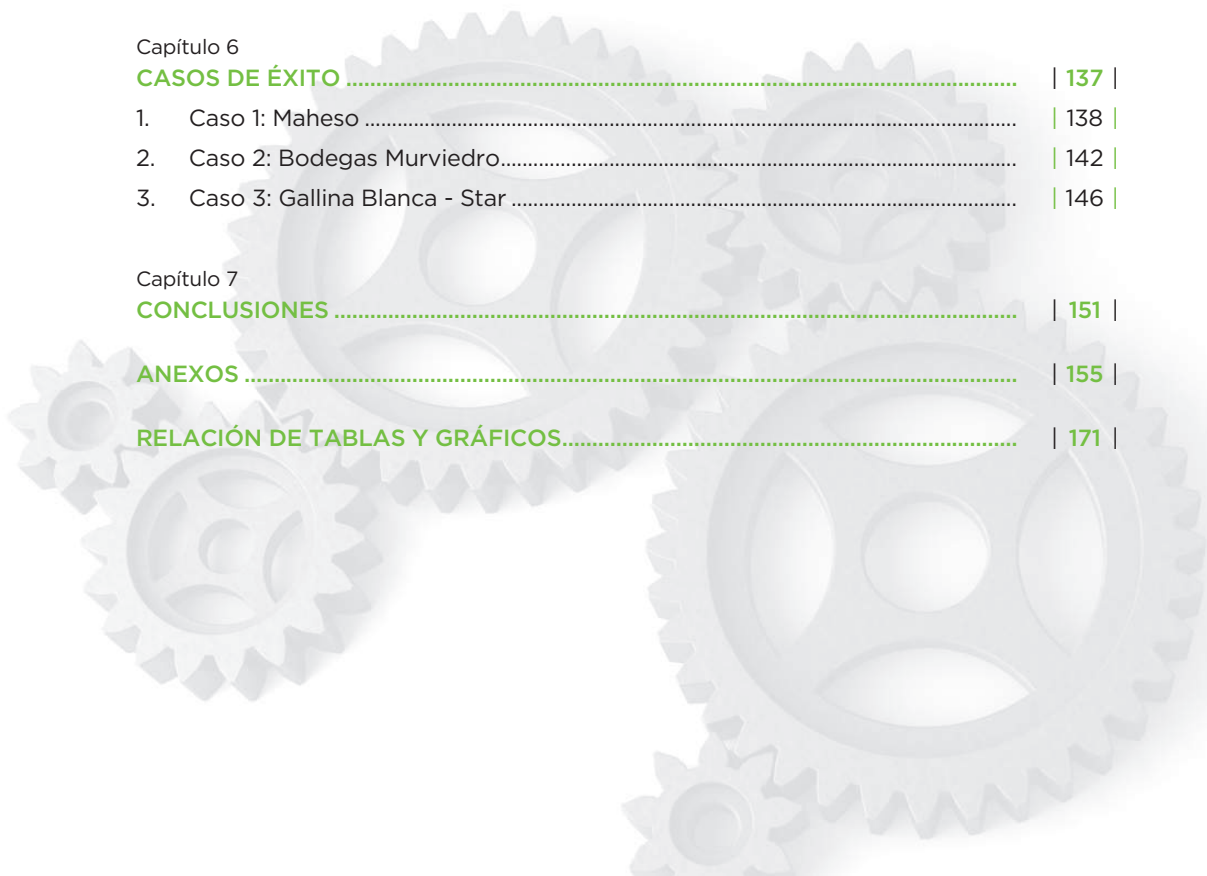 Capítulo 6
CASOS DE ÉXITO ........ | 137 |
1. Caso 1: Maheso ........ | 138 |
2. Caso 2: Bodegas Murviedro ........ | 142 |
3. Caso 3: Gallina Blanca - Star ........ | 146 |
Capítulo 7
CONCLUSIONES ........ | 151 |
ANEXOS ........ | 155 |
RELACIÓN DE TABLAS Y GRÁFICOS ........ | 171 |